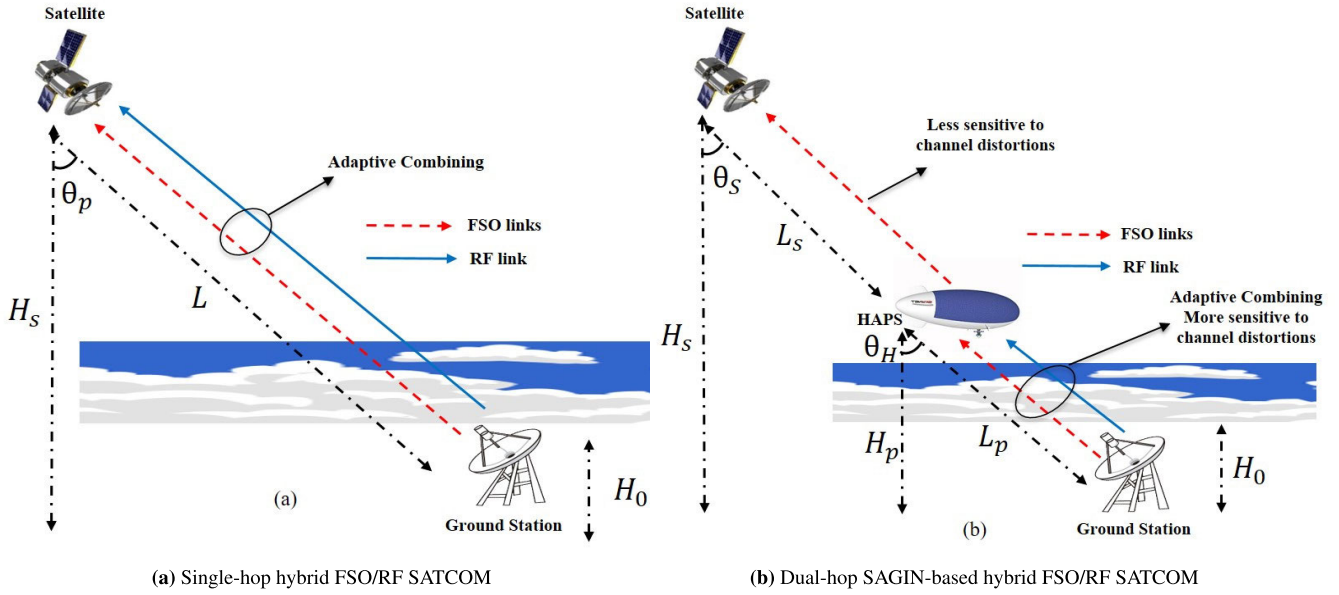 Satellite
Adaptive Combining
θp
FSO links
RF link
L
Hs
H0
(a)
Ground Station
(a) Single-hop hybrid FSO/RF SATCOM
Satellite
Less sensitive to
channel distortions
θS
Ls
FSO links
RF link
Adaptive Combining
More sensitive to
channel distortions
HAPS
Hs
θH
Hp
Lp
H0
(b)
Ground Station
(b) Dual-hop SAGIN-based hybrid FSO/RF SATCOM